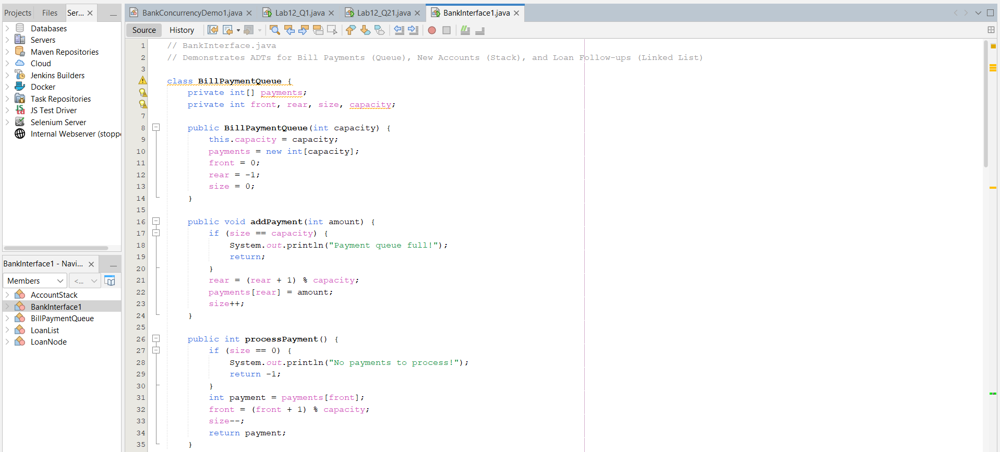 Projects Files Ser...
Databases
Servers
Maven Repositories
Cloud
Jenkins Builders
Docker
Task Repositories
JS Test Driver
Selenium Server
Internal Webserver (stoppe
BankInterface1 - Navi...
Members <...
AccountStack
BankInterface1
BillPaymentQueue
LoanList
LoanNode
BankConcurrencyDemo1.java Lab12_Q1.java Lab12_Q21.java BankInterface1.java
Source History
1 // BankInterface.java
2 // Demonstrates ADTs for Bill Payments (Queue), New Accounts (Stack), and Loan Follow-ups (Linked List)
3
class BillPaymentQueue {
private int[] payments;
private int front, rear, size, capacity;
7
8 public BillPaymentQueue(int capacity) {
9 this.capacity = capacity;
10 payments = new int[capacity];
11 front = 0;
12 rear = -1;
13 size = 0;
14 }
15
16 public void addPayment(int amount) {
17 if (size == capacity) {
18 System.out.println("Payment queue full!");
19 return;
20 }
21 rear = (rear + 1) % capacity;
22 payments[rear] = amount;
23 size++;
24 }
25
26 public int processPayment() {
27 if (size == 0) {
28 System.out.println("No payments to process!");
29 return -1;
30 }
31 int payment = payments[front];
32 front = (front + 1) % capacity;
33 size--;
34 return payment;
35 }